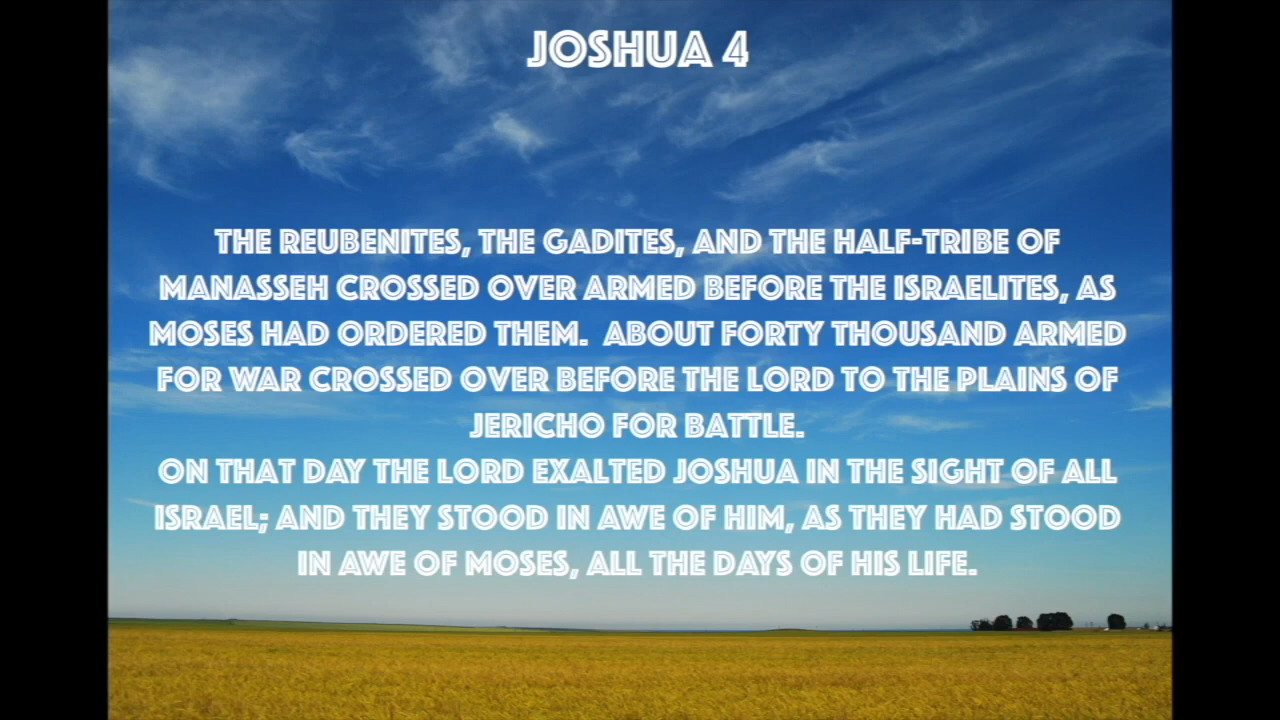 JOSHUA 4
THE REUBENITES, THE GADITES, AND THE HALF-TRIBE OF
MANASSEH CROSSED OVER ARMED BEFORE THE ISRAELITES, AS
MOSES HAD ORDERED THEM.  ABOUT FORTY THOUSAND ARMED
FOR WAR CROSSED OVER BEFORE THE LORD TO THE PLAINS OF
JERICHO FOR BATTLE.
ON THAT DAY THE LORD EXALTED JOSHUA IN THE SIGHT OF ALL
ISRAEL; AND THEY STOOD IN AWE OF HIM, AS THEY HAD STOOD
IN AWE OF MOSES, ALL THE DAYS OF HIS LIFE.